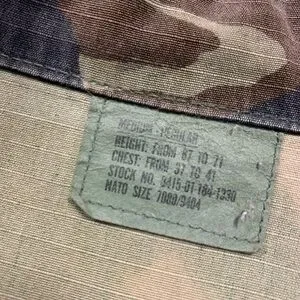 MEDIUM-REGULAR
HEIGHT: FROM 67 TO 71
CHEST: FROM 37 TO 41
STOCK NO. 8415-01-184-1330
NATO SIZE 7080/9404